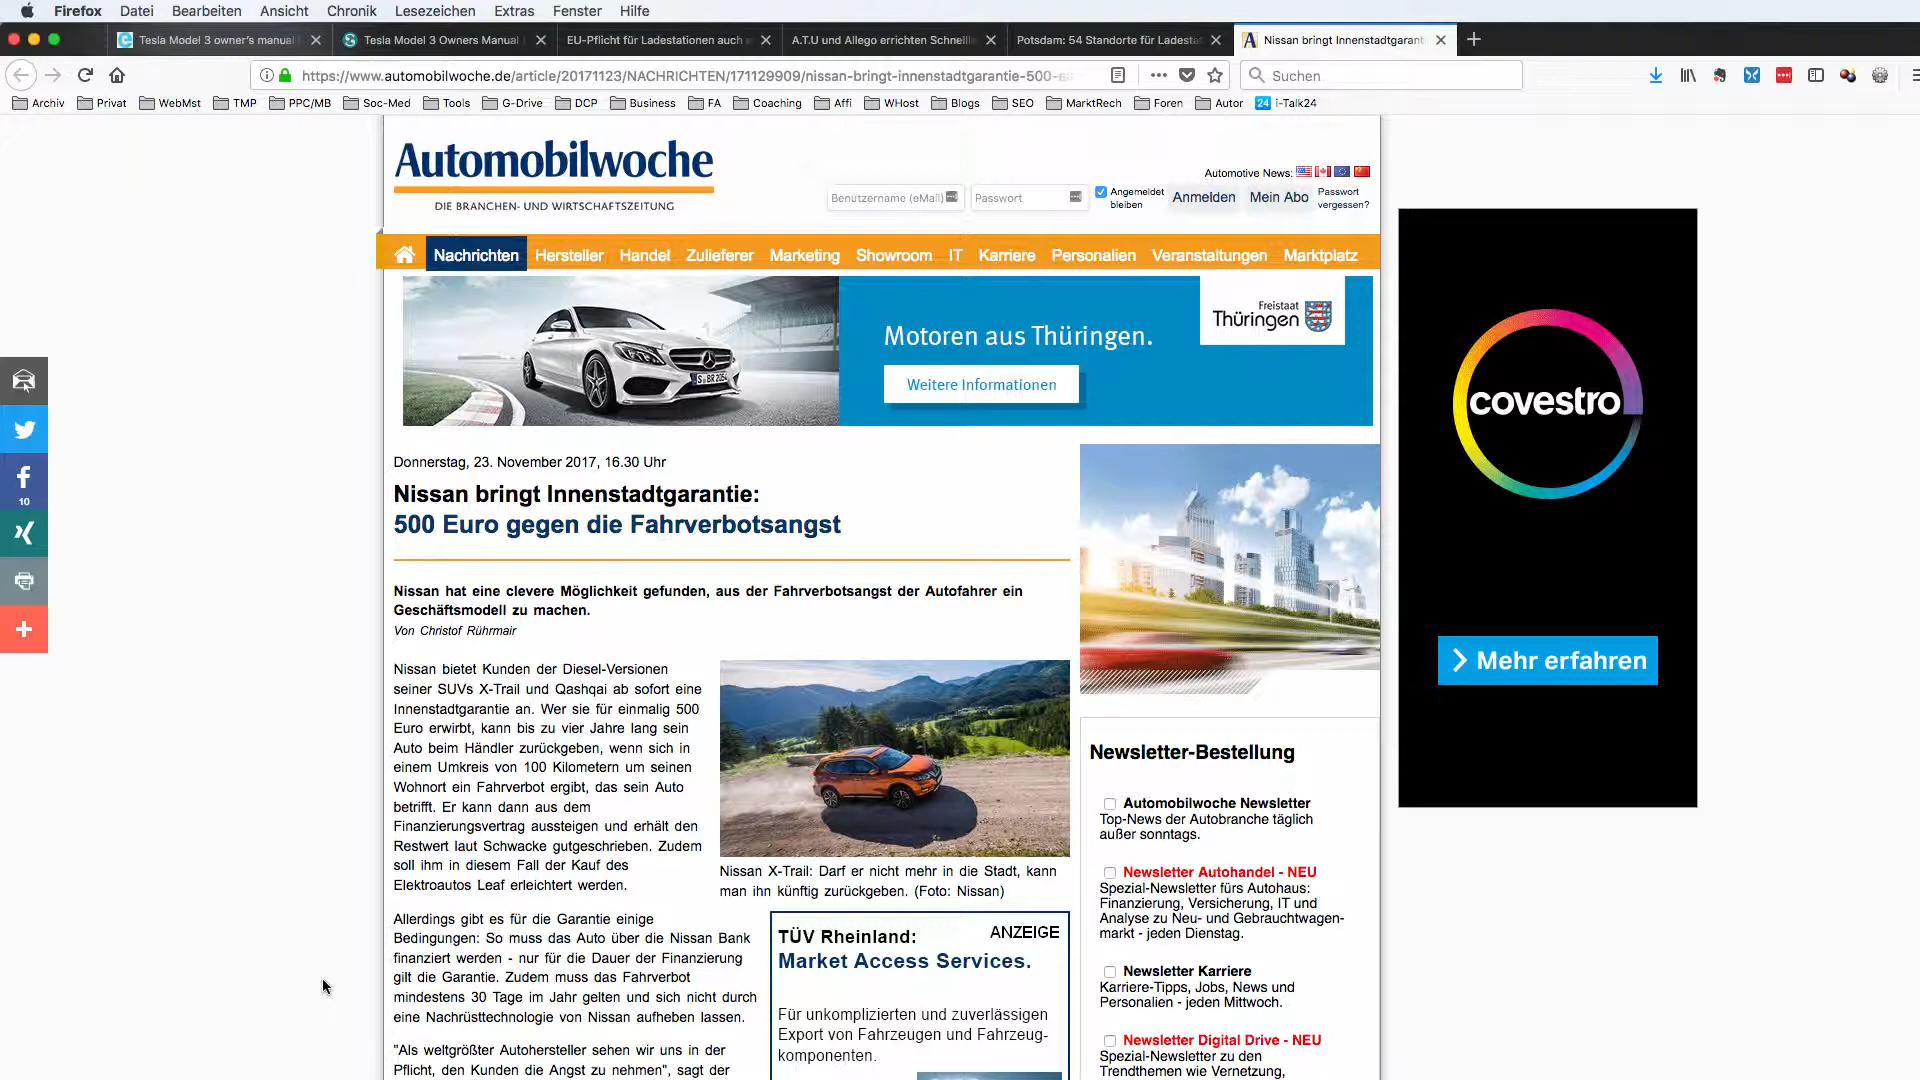 Firefox Datei Bearbeiten Ansicht Chronik Lesezeichen Extras Fenster Hilfe
Tesla Model 3 owner's manual
Tesla Model 3 Owners Manual
EU-Pflicht für Ladestationen auch
A.T.U und Allego errichten Schnellla
Potsdam: 54 Standorte für Ladesta
Nissan bringt Innenstadtgarant
https://www.automobilwoche.de/article/20171123/NACHRICHTEN/171129909/nissan-bringt-innenstadtgarantie-500-e
Suchen
Archiv Privat WebMst TMP PPC/MB Soc-Med Tools G-Drive DCP Business FA Coaching Affi WHost Blogs SEO MarktRech Foren Autor 24 i-Talk24
Automobilwoche
DIE BRANCHEN- UND WIRTSCHAFTSZEITUNG
Automotive News:
Benutzername (eMail)
Passwort
Angemeldet
bleiben
Anmelden
Mein Abo
Passwort
vergessen?
Nachrichten Hersteller Handel Zulieferer Marketing Showroom IT Karriere Personalien Veranstaltungen Marktplatz
S BR 2054
Motoren aus Thüringen.
Weitere Informationen
Freistaat
Thüringen
10
Donnerstag, 23. November 2017, 16.30 Uhr
Nissan bringt Innenstadtgarantie:
500 Euro gegen die Fahrverbotsangst
Nissan hat eine clevere Möglichkeit gefunden, aus der Fahrverbotsangst der Autofahrer ein
Geschäftsmodell zu machen.
Von Christof Rührmair
Nissan bietet Kunden der Diesel-Versionen
seiner SUVs X-Trail und Qashqai ab sofort eine
Innenstadtgarantie an. Wer sie für einmalig 500
Euro erwirbt, kann bis zu vier Jahre lang sein
Auto beim Händler zurückgeben, wenn sich in
einem Umkreis von 100 Kilometern um seinen
Wohnort ein Fahrverbot ergibt, das sein Auto
betrifft. Er kann dann aus dem
Finanzierungsvertrag aussteigen und erhält den
Restwert laut Schwacke gutgeschrieben. Zudem
soll ihm in diesem Fall der Kauf des
Elektroautos Leaf erleichtert werden.
Nissan X-Trail: Darf er nicht mehr in die Stadt, kann
man ihn künftig zurückgeben. (Foto: Nissan)
Allerdings gibt es für die Garantie einige
Bedingungen: So muss das Auto über die Nissan Bank
finanziert werden - nur für die Dauer der Finanzierung
gilt die Garantie. Zudem muss das Fahrverbot
mindestens 30 Tage im Jahr gelten und sich nicht durch
eine Nachrüsttechnologie von Nissan aufheben lassen.
"Als weltgrößter Autohersteller sehen wir uns in der
Pflicht, den Kunden die Angst zu nehmen", sagt der
TÜV Rheinland:
ANZEIGE
Market Access Services.
Für unkomplizierten und zuverlässigen
Export von Fahrzeugen und Fahrzeug-
komponenten.
Newsletter-Bestellung
Automobilwoche Newsletter
Top-News der Autobranche täglich
außer sonntags.
Newsletter Autohandel - NEU
Spezial-Newsletter fürs Autohaus:
Finanzierung, Versicherung, IT und
Analyse zu Neu- und Gebrauchtwagen-
markt - jeden Dienstag.
Newsletter Karriere
Karriere-Tipps, Jobs, News und
Personalien - jeden Mittwoch.
Newsletter Digital Drive - NEU
Spezial-Newsletter zu den
Trendthemen wie Vernetzung,
covestro
Mehr erfahren